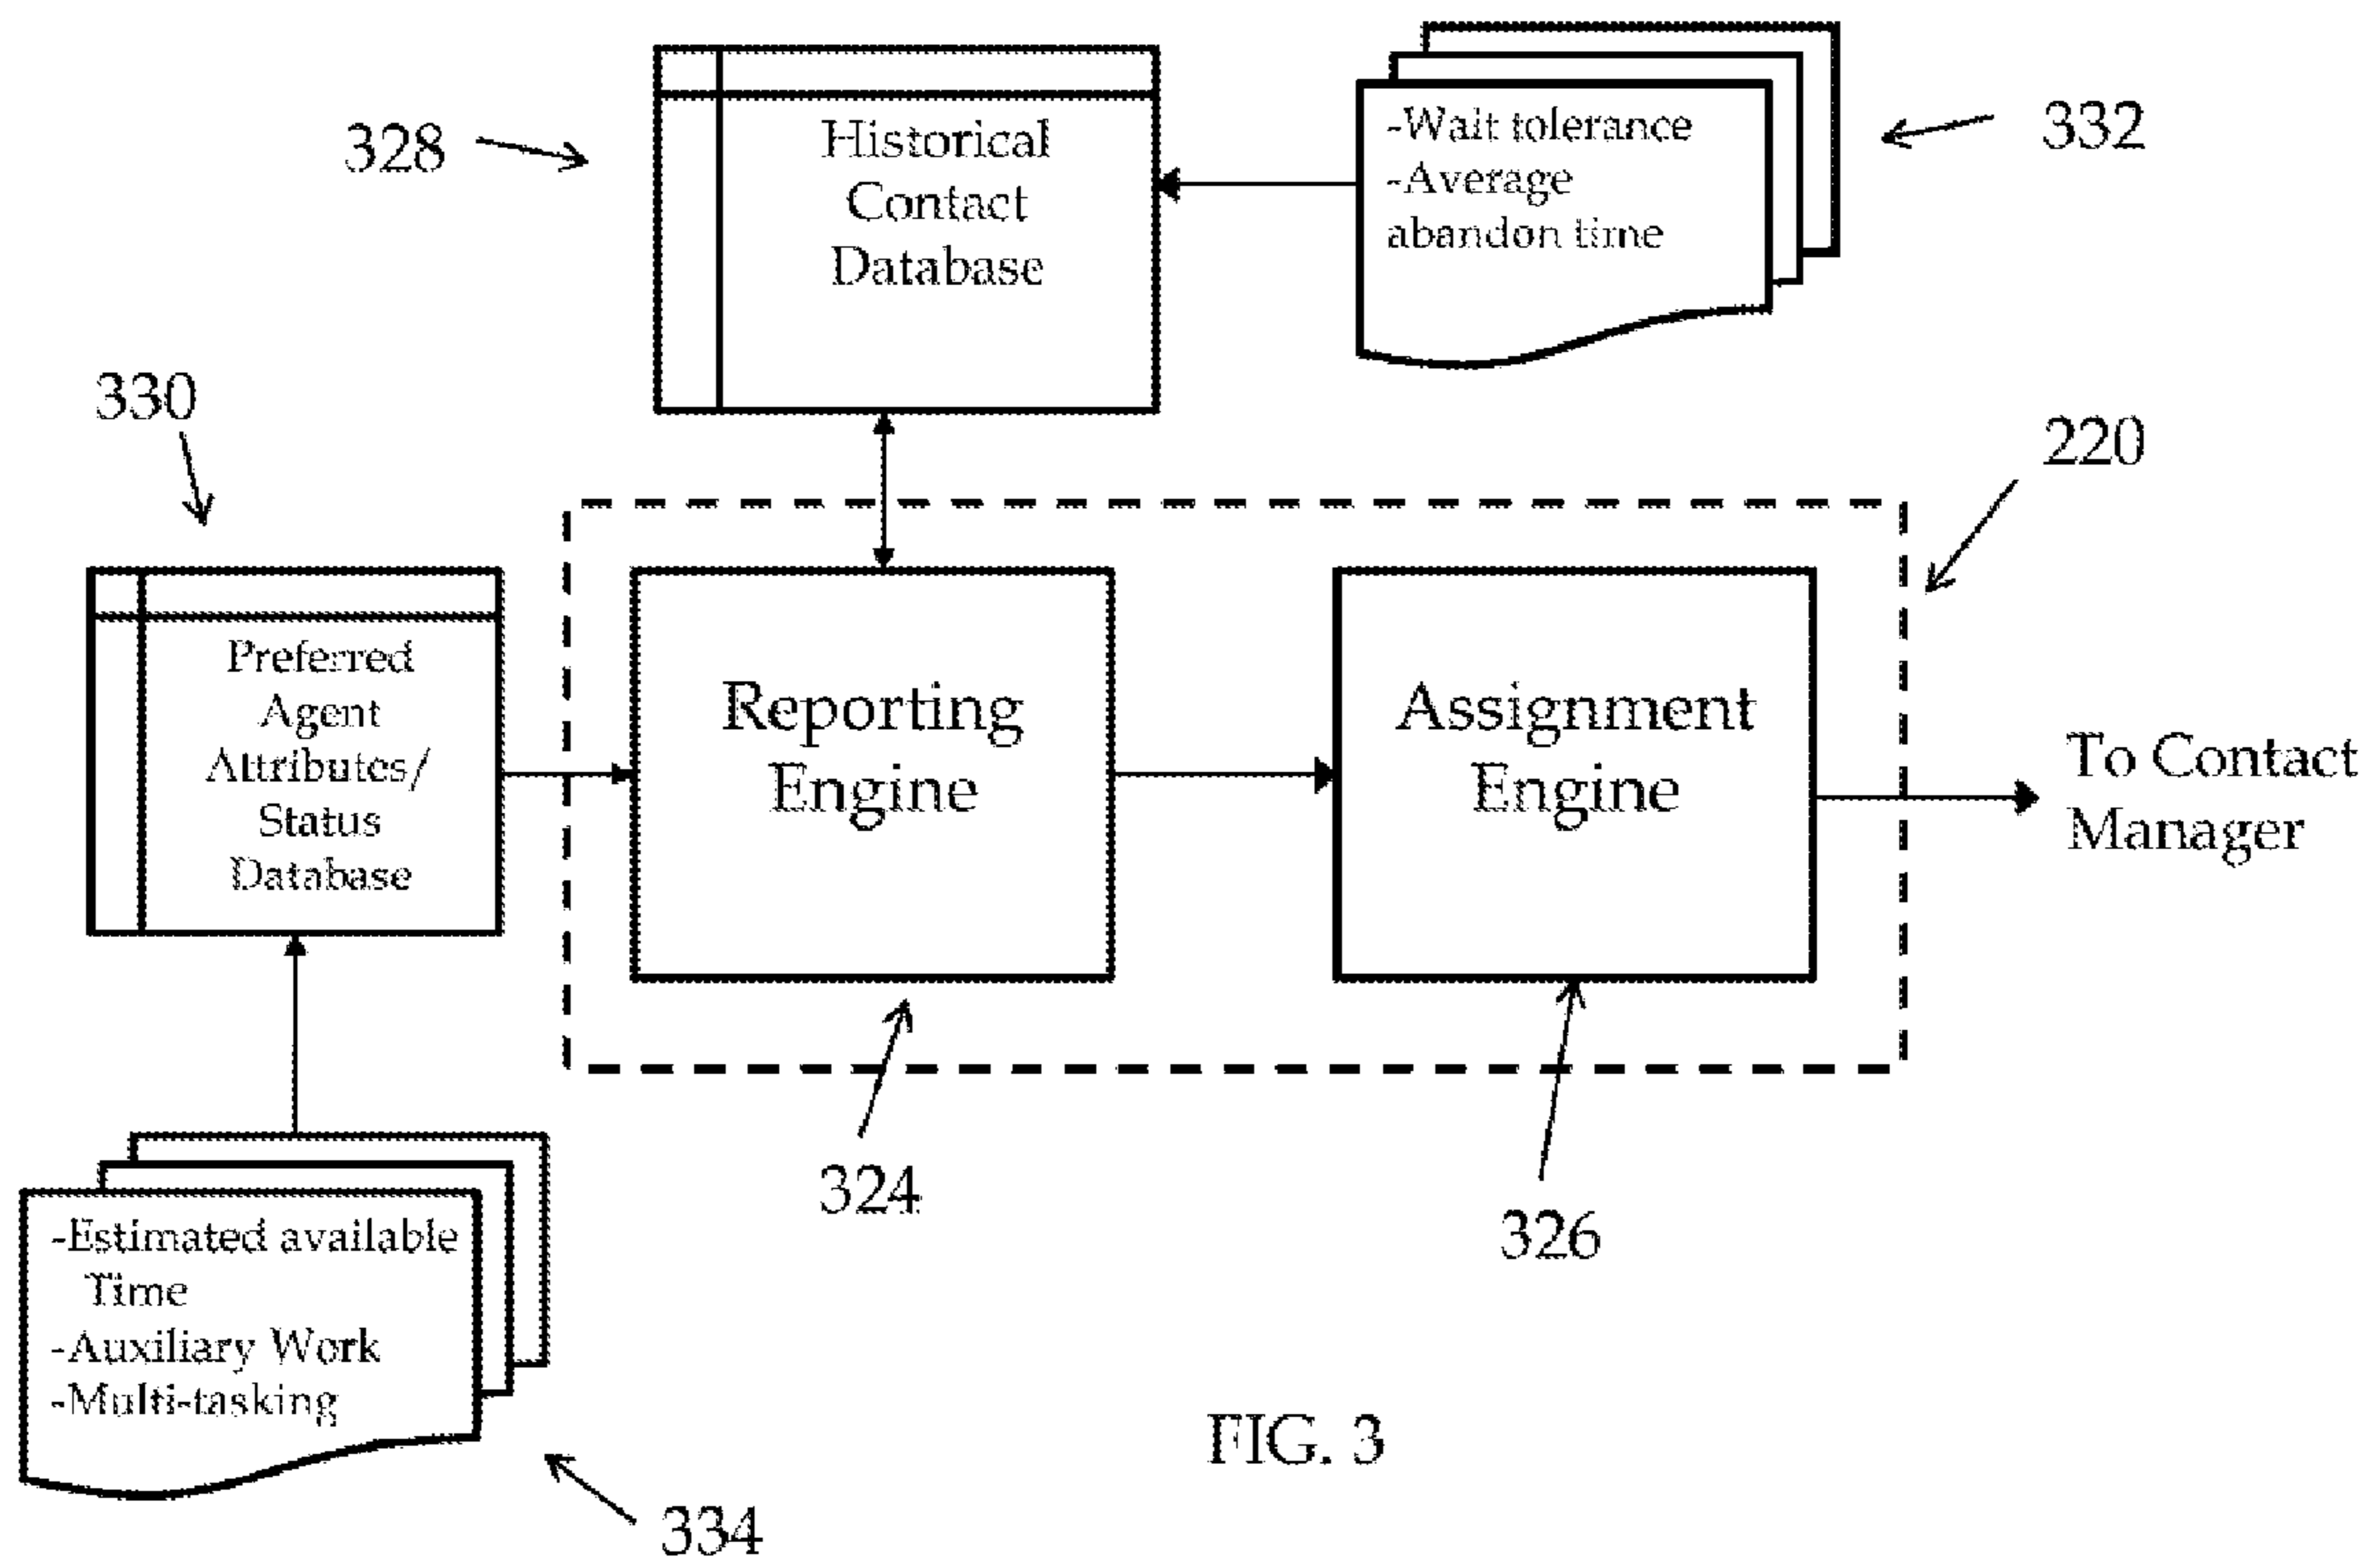 328
Historical
Contact
Database
-Wait tolerance
-Average
abandon time
332
330
220
Preferred
Agent
Attributes/
Status
Database
Reporting
Engine
Assignment
Engine
To Contact
Manager
324
326
-Estimated available
Time
-Auxiliary Work
-Multi-tasking
334
FIG. 3